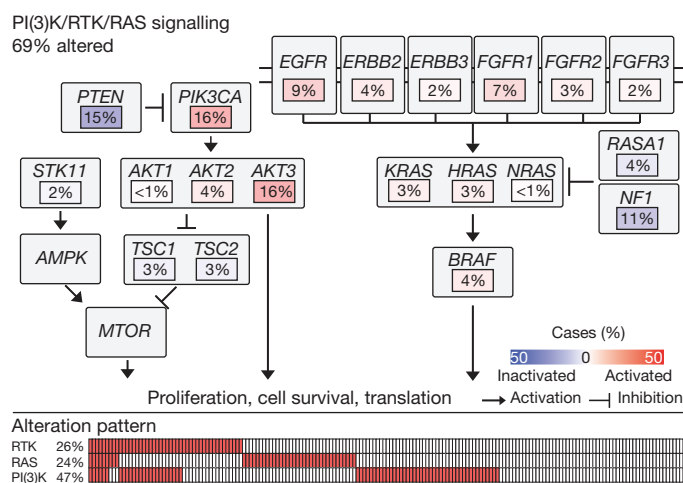 PI(3)K/RTK/RAS signalling
69% altered
EGFR ERBB2 ERBB3 FGFR1 FGFR2 FGFR3
9% 4% 2% 7% 3% 2%
PTEN PIK3CA
15% 16%
RASA1
4%
STK11 AKT1 AKT2 AKT3
2% <1% 4% 16%
KRAS HRAS NRAS
3% 3% <1%
NF1
11%
AMPK
TSC1 TSC2
3% 3%
BRAF
4%
MTOR
Cases (%)
50 0 50
Inactivated Activated
Proliferation, cell survival, translation
Activation Inhibition
Alteration pattern
RTK 26%
RAS 24%
PI(3)K 47%